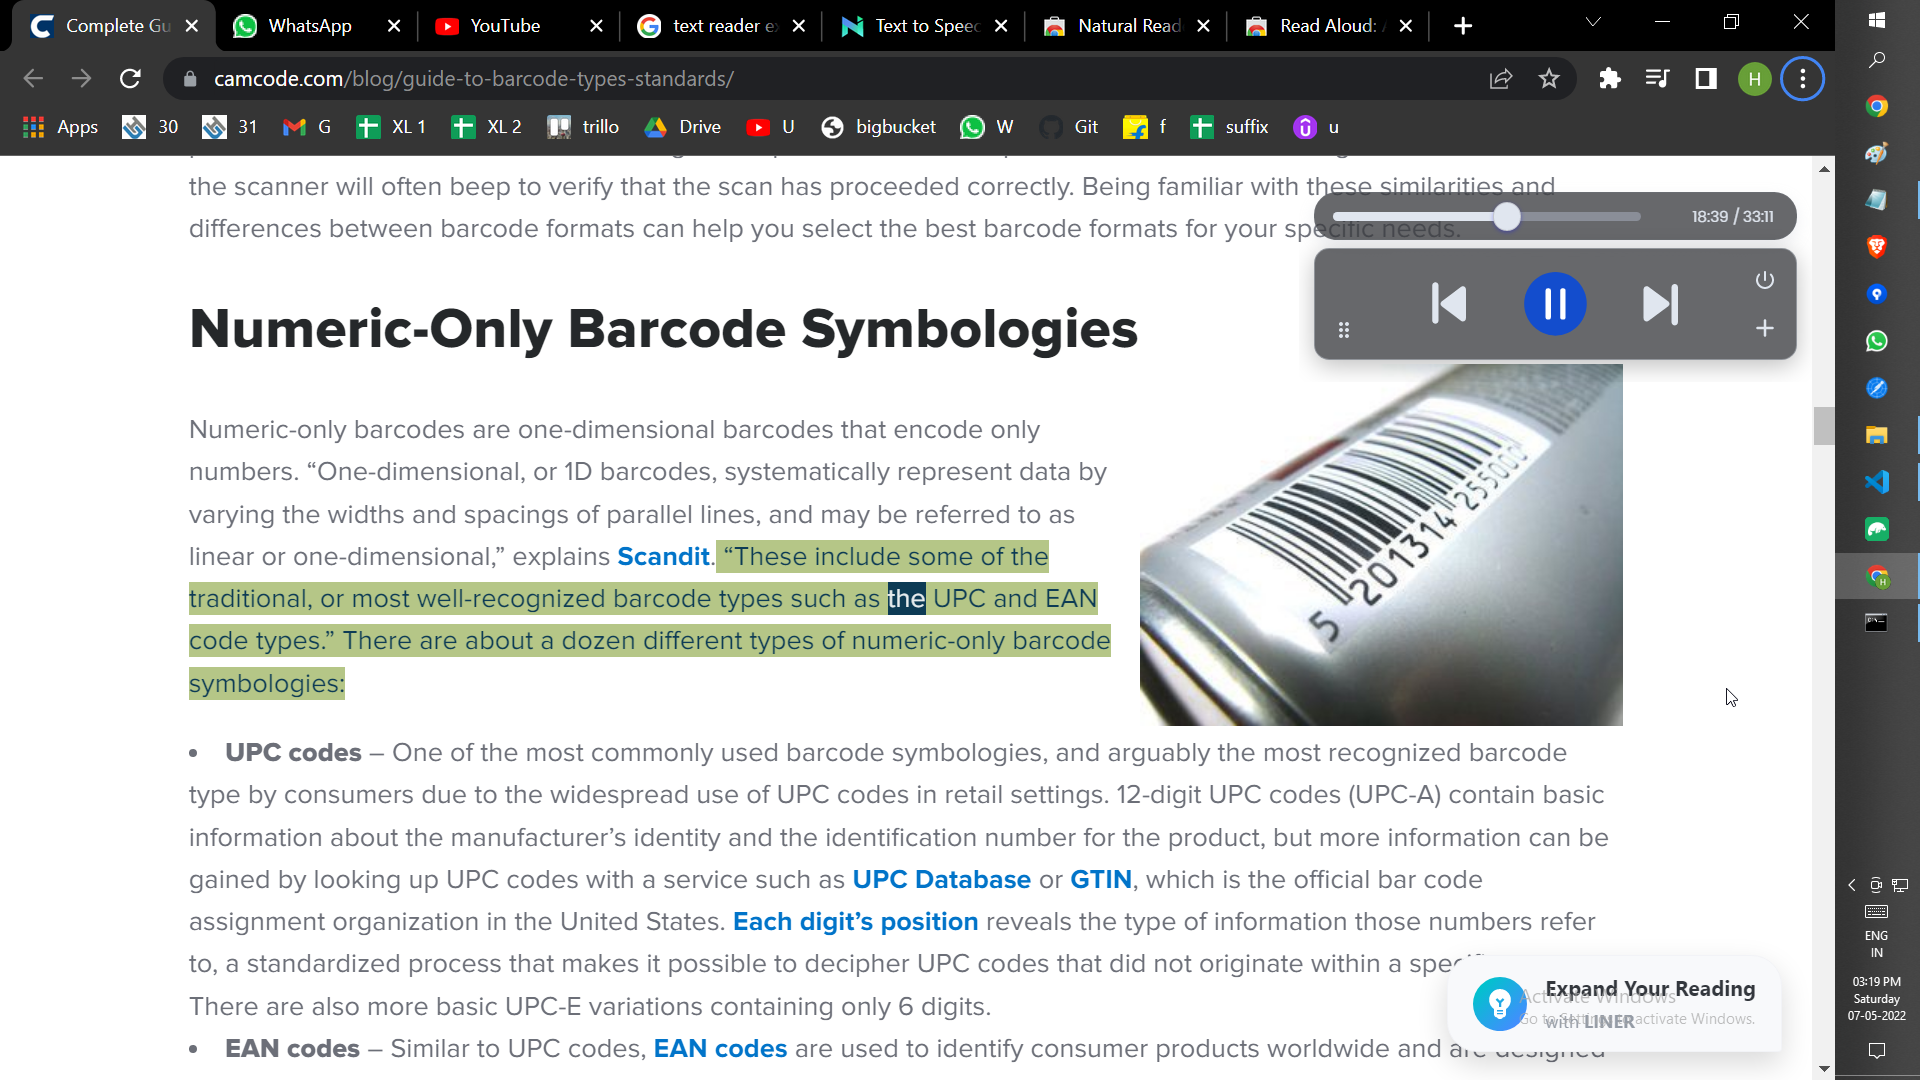 Complete Gu
WhatsApp
YouTube
text reader e
Text to Speec
Natural Read
Read Aloud: A
camcode.com/blog/guide-to-barcode-types-standards/
H
Apps
30
31
G
XL 1
XL 2
trillo
Drive
U
bigbucket
W
Git
f
suffix
u
the scanner will often beep to verify that the scan has proceeded correctly. Being familiar with these similarities and
differences between barcode formats can help you select the best barcode formats for your specific needs.
18:39 / 33:11
Numeric-Only Barcode Symbologies
Numeric-only barcodes are one-dimensional barcodes that encode only
numbers. “One-dimensional, or 1D barcodes, systematically represent data by
varying the widths and spacings of parallel lines, and may be referred to as
linear or one-dimensional,” explains Scandit. “These include some of the
traditional, or most well-recognized barcode types such as the UPC and EAN
code types.” There are about a dozen different types of numeric-only barcode
symbologies:
5 201314 255000
• UPC codes – One of the most commonly used barcode symbologies, and arguably the most recognized barcode
type by consumers due to the widespread use of UPC codes in retail settings. 12-digit UPC codes (UPC-A) contain basic
information about the manufacturer’s identity and the identification number for the product, but more information can be
gained by looking up UPC codes with a service such as UPC Database or GTIN, which is the official bar code
assignment organization in the United States. Each digit’s position reveals the type of information those numbers refer
to, a standardized process that makes it possible to decipher UPC codes that did not originate within a
There are also more basic UPC-E variations containing only 6 digits.
• EAN codes – Similar to UPC codes, EAN codes are used to identify consumer products worldwide and are designed
Expand Your Reading
with LINER
Activate Windows
Go to Settings to activate Windows.
ENG
IN
03:19 PM
Saturday
07-05-2022